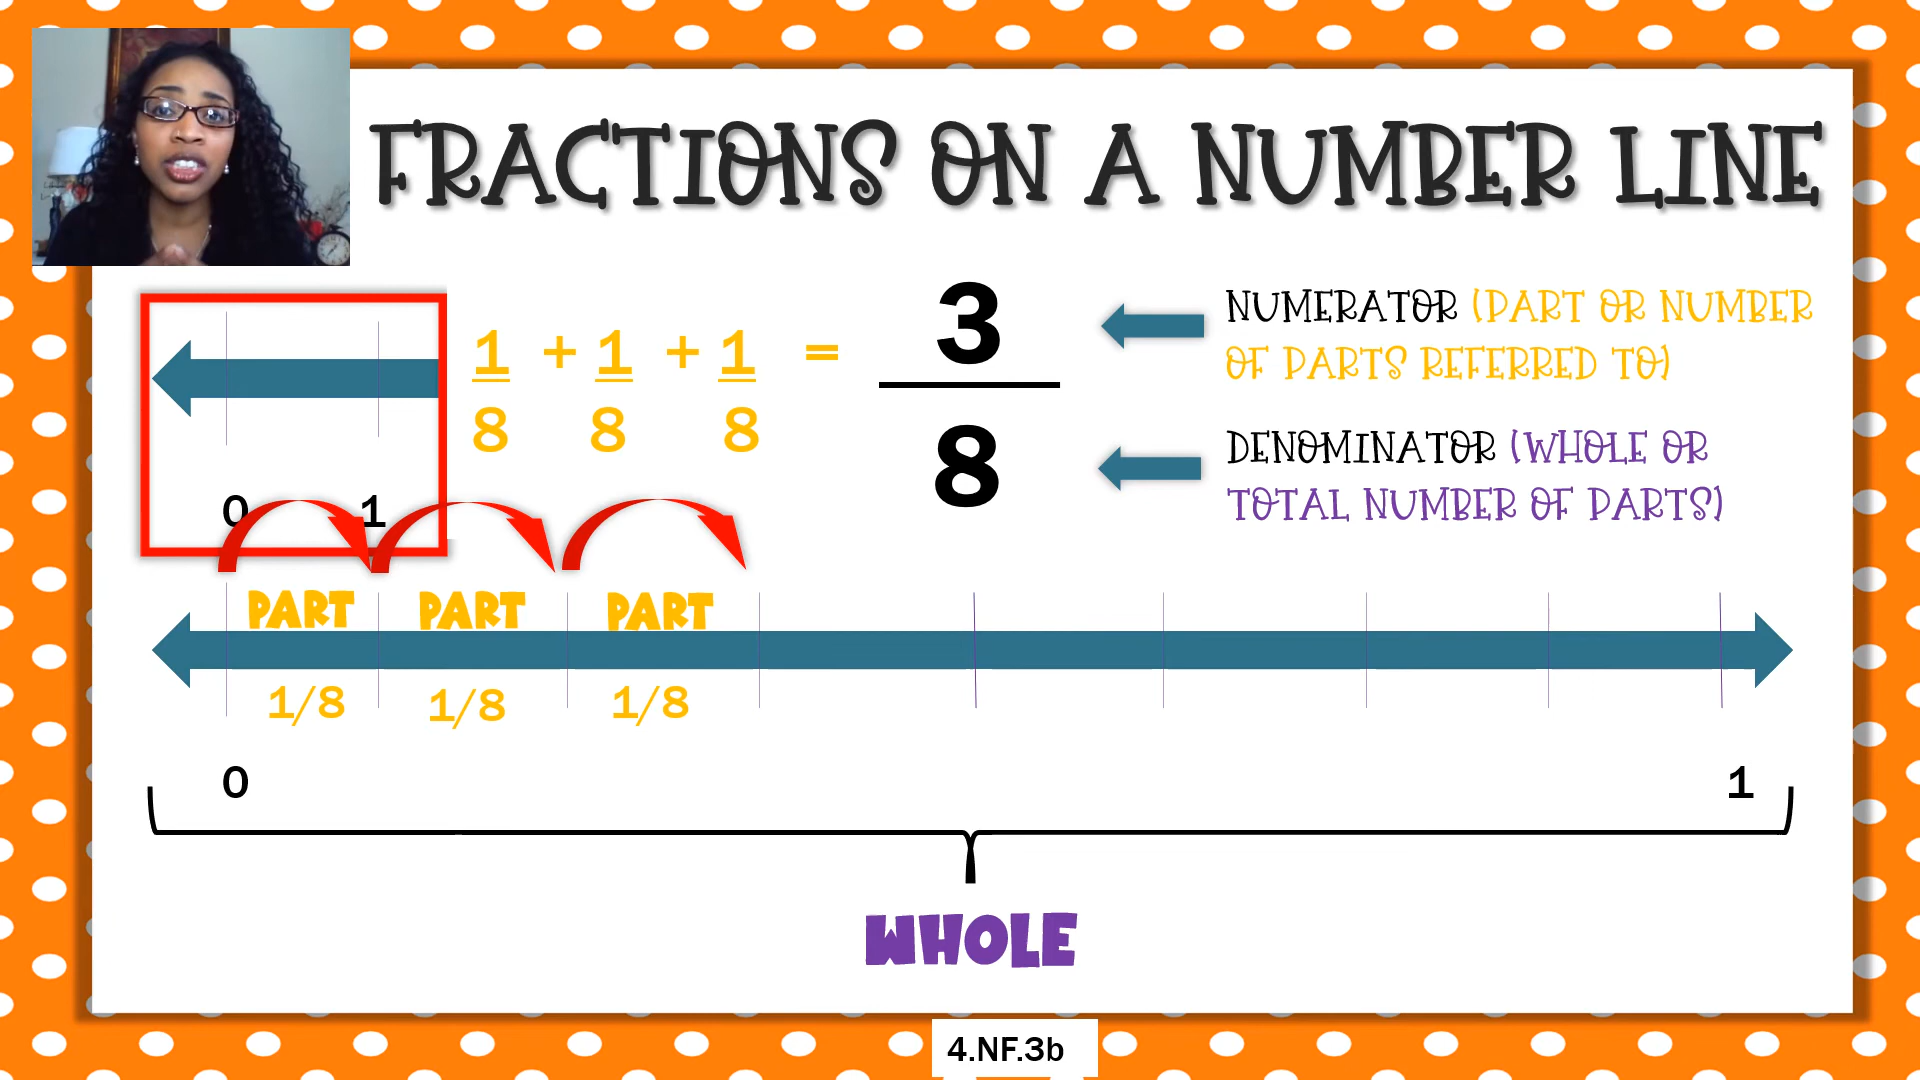 FRACTIONS ON A NUMBER LINE
1 + 1 + 1 =
8 8 8
3
8
NUMERATOR (PART OR NUMBER
OF PARTS REFERRED TO)
DENOMINATOR (WHOLE OR
TOTAL NUMBER OF PARTS)
0 1
PART PART PART
1/8 1/8 1/8
0 1
WHOLE
4.NF.3b